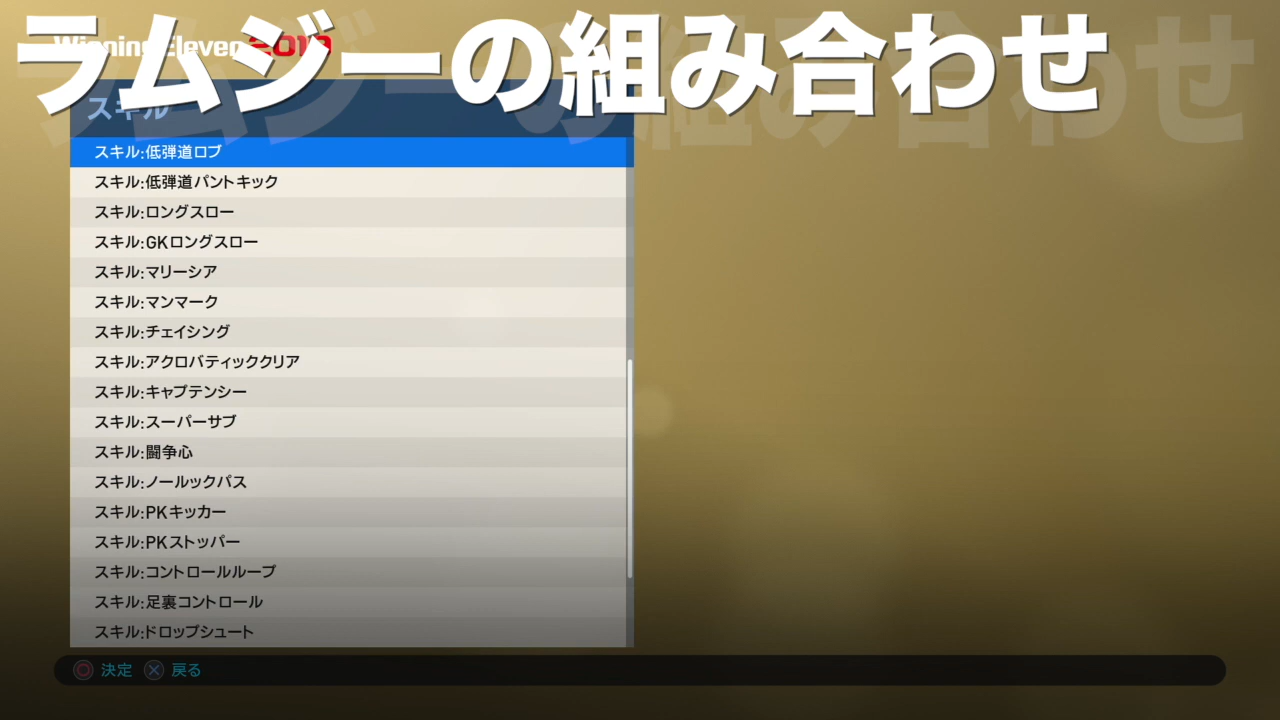 ラムジーの組み合わせ
Winning Eleven 2019
スキル
スキル:低弾道ロブ
スキル:低弾道パントキック
スキル:ロングスロー
スキル:GKロングスロー
スキル:マリーシア
スキル:マンマーク
スキル:チェイシング
スキル:アクロバティッククリア
スキル:キャプテンシー
スキル:スーパーサブ
スキル:闘争心
スキル:ノールックパス
スキル:PKキッカー
スキル:PKストッパー
スキル:コントロールループ
スキル:足裏コントロール
スキル:ドロップシュート
決定 戻る